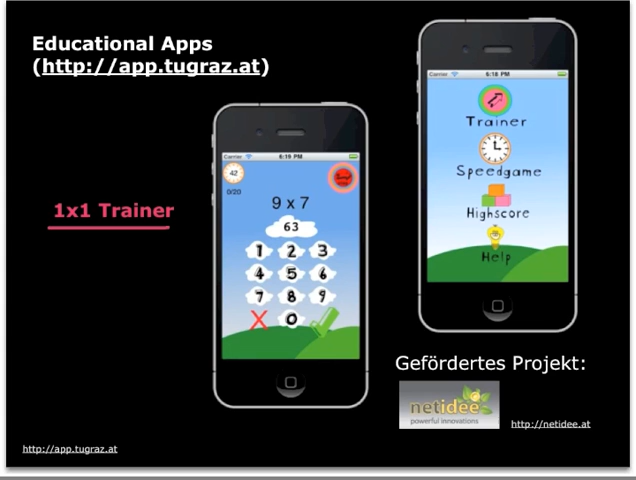 Educational Apps
(http://app.tugraz.at)
1x1 Trainer
Carrier 6:19 PM
42
0/20
9 x 7
63
1 2 3
4 5 6
7 8 9
X 0
Carrier 6:18 PM
Trainer
Speedgame
Highscore
Help
Gefördertes Projekt:
netidee
powerful innovations
http://netidee.at
http://app.tugraz.at